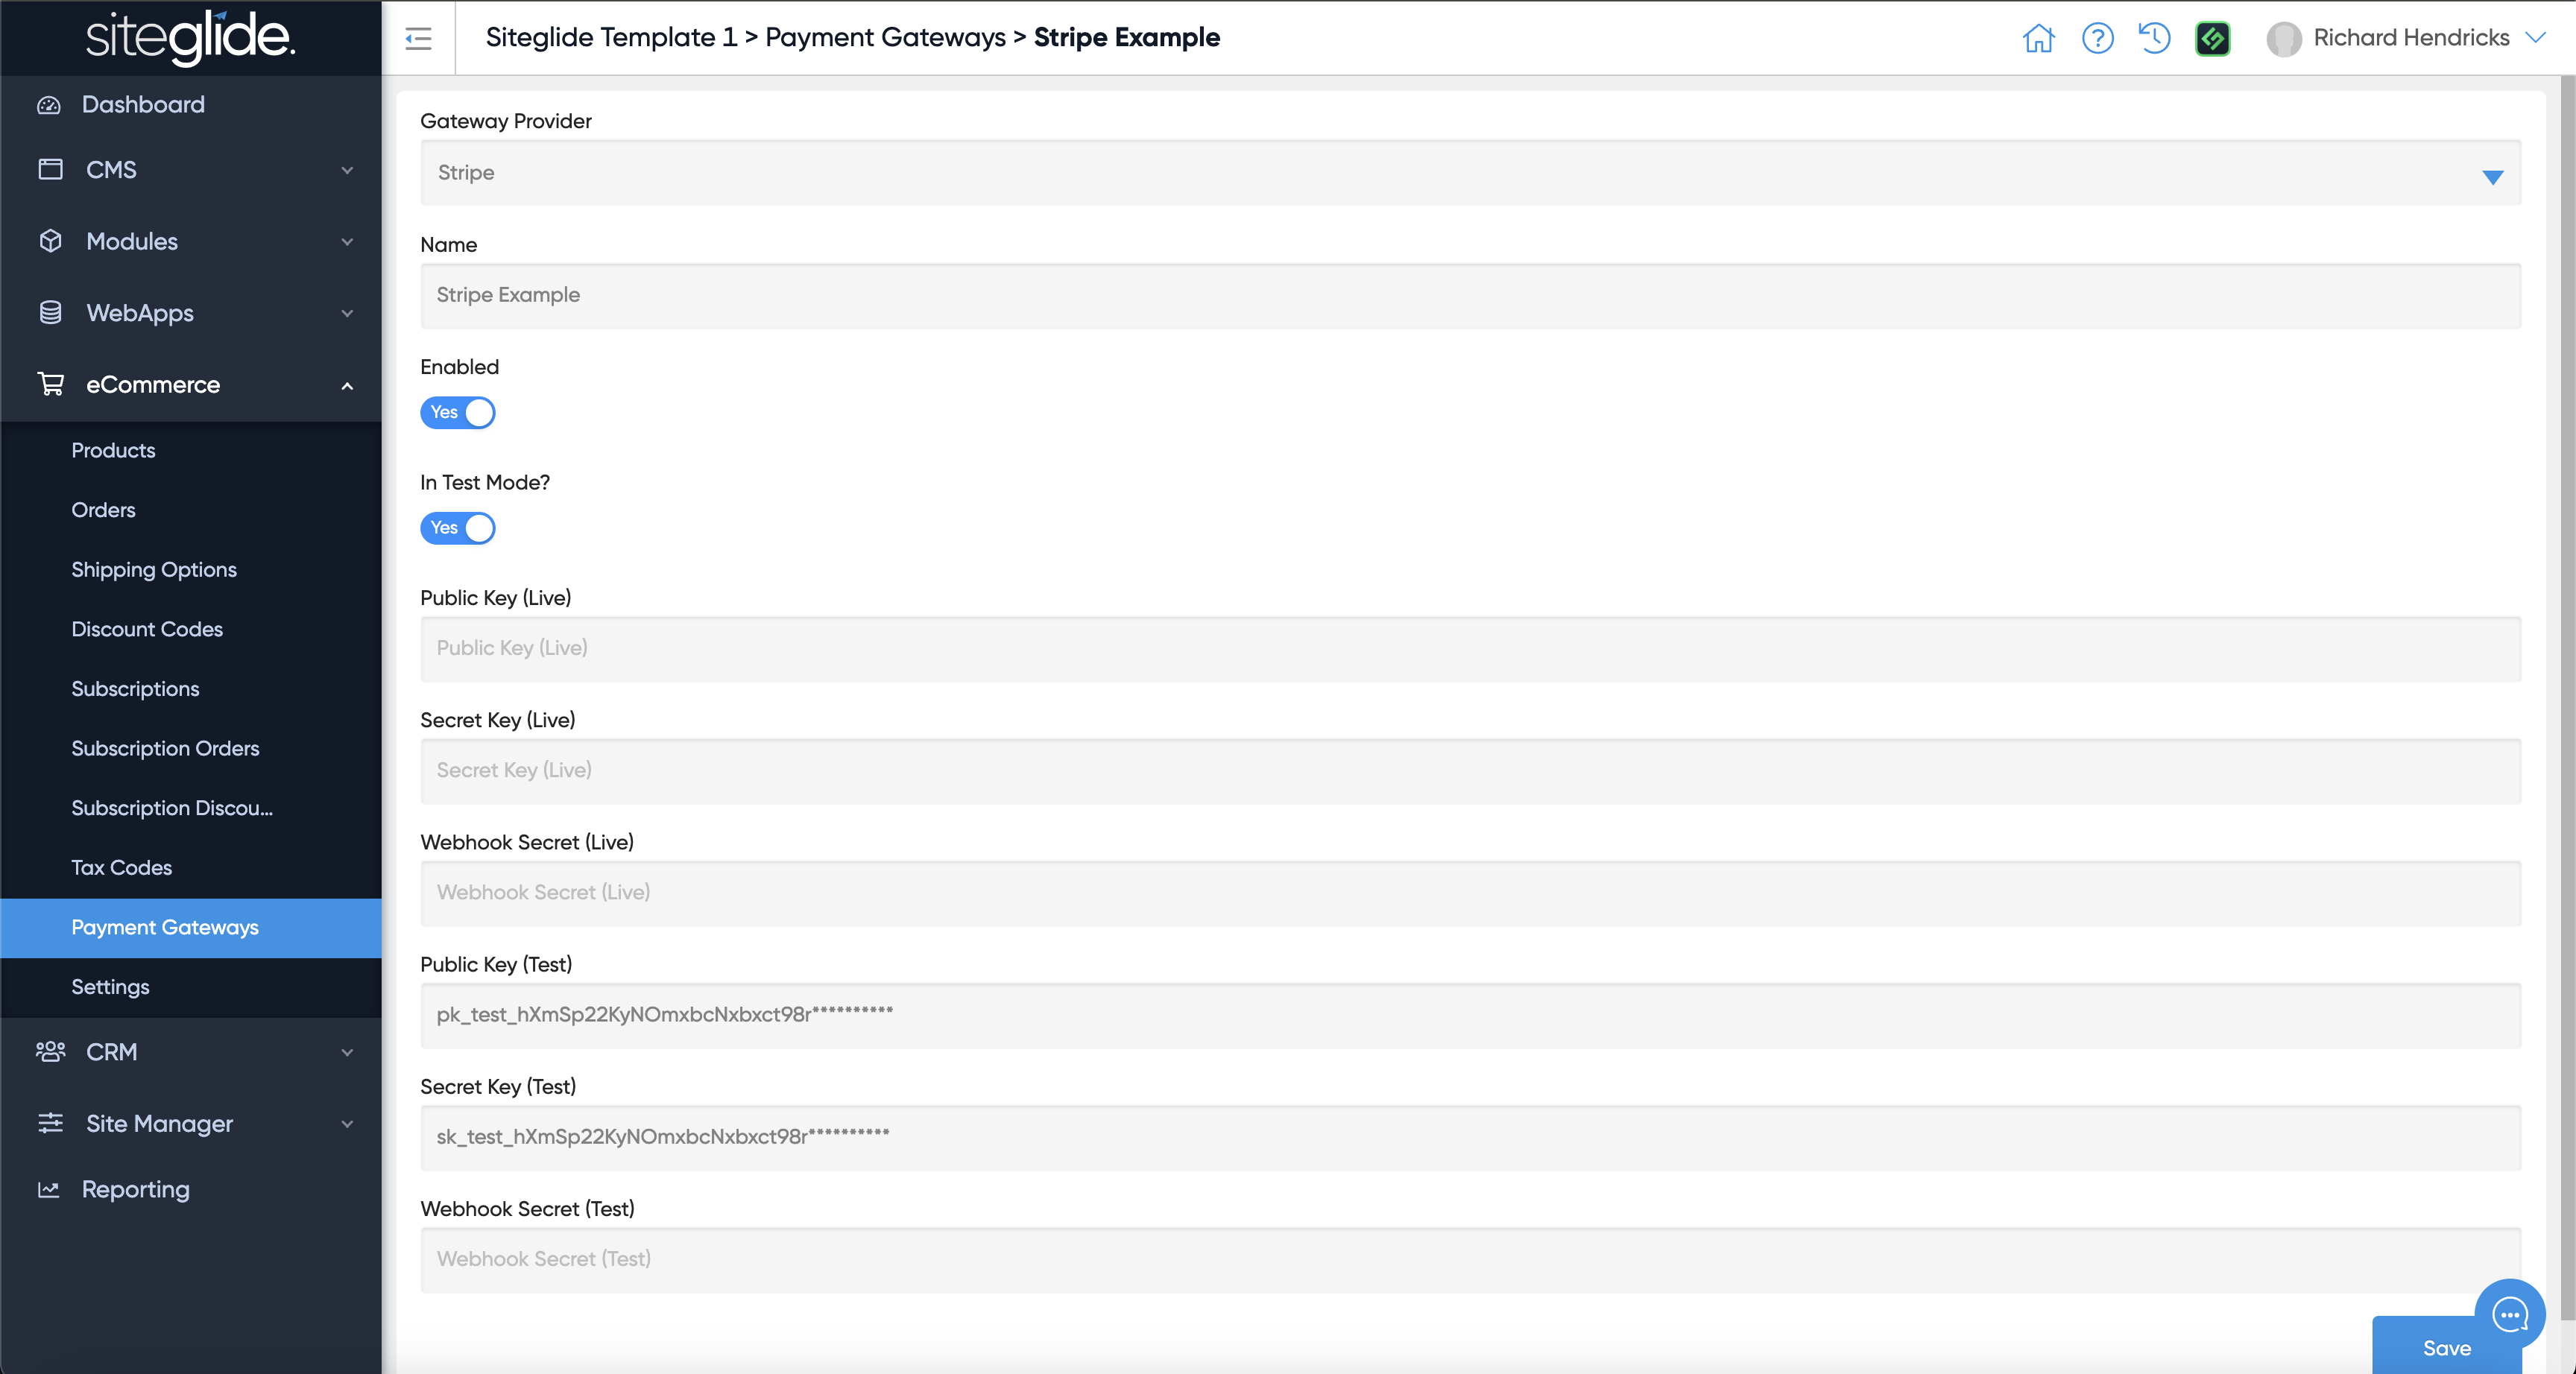 siteglide.
Siteglide Template 1 > Payment Gateways > Stripe Example
Richard Hendricks
Dashboard
CMS
Modules
WebApps
eCommerce
Products
Orders
Shipping Options
Discount Codes
Subscriptions
Subscription Orders
Subscription Discou...
Tax Codes
Payment Gateways
Settings
CRM
Site Manager
Reporting
Gateway Provider
Stripe
Name
Stripe Example
Enabled
Yes
In Test Mode?
Yes
Public Key (Live)
Public Key (Live)
Secret Key (Live)
Secret Key (Live)
Webhook Secret (Live)
Webhook Secret (Live)
Public Key (Test)
pk_test_hXmSp22KyNOmxbcNxbxct98r**********
Secret Key (Test)
sk_test_hXmSp22KyNOmxbcNxbxct98r**********
Webhook Secret (Test)
Webhook Secret (Test)
Save